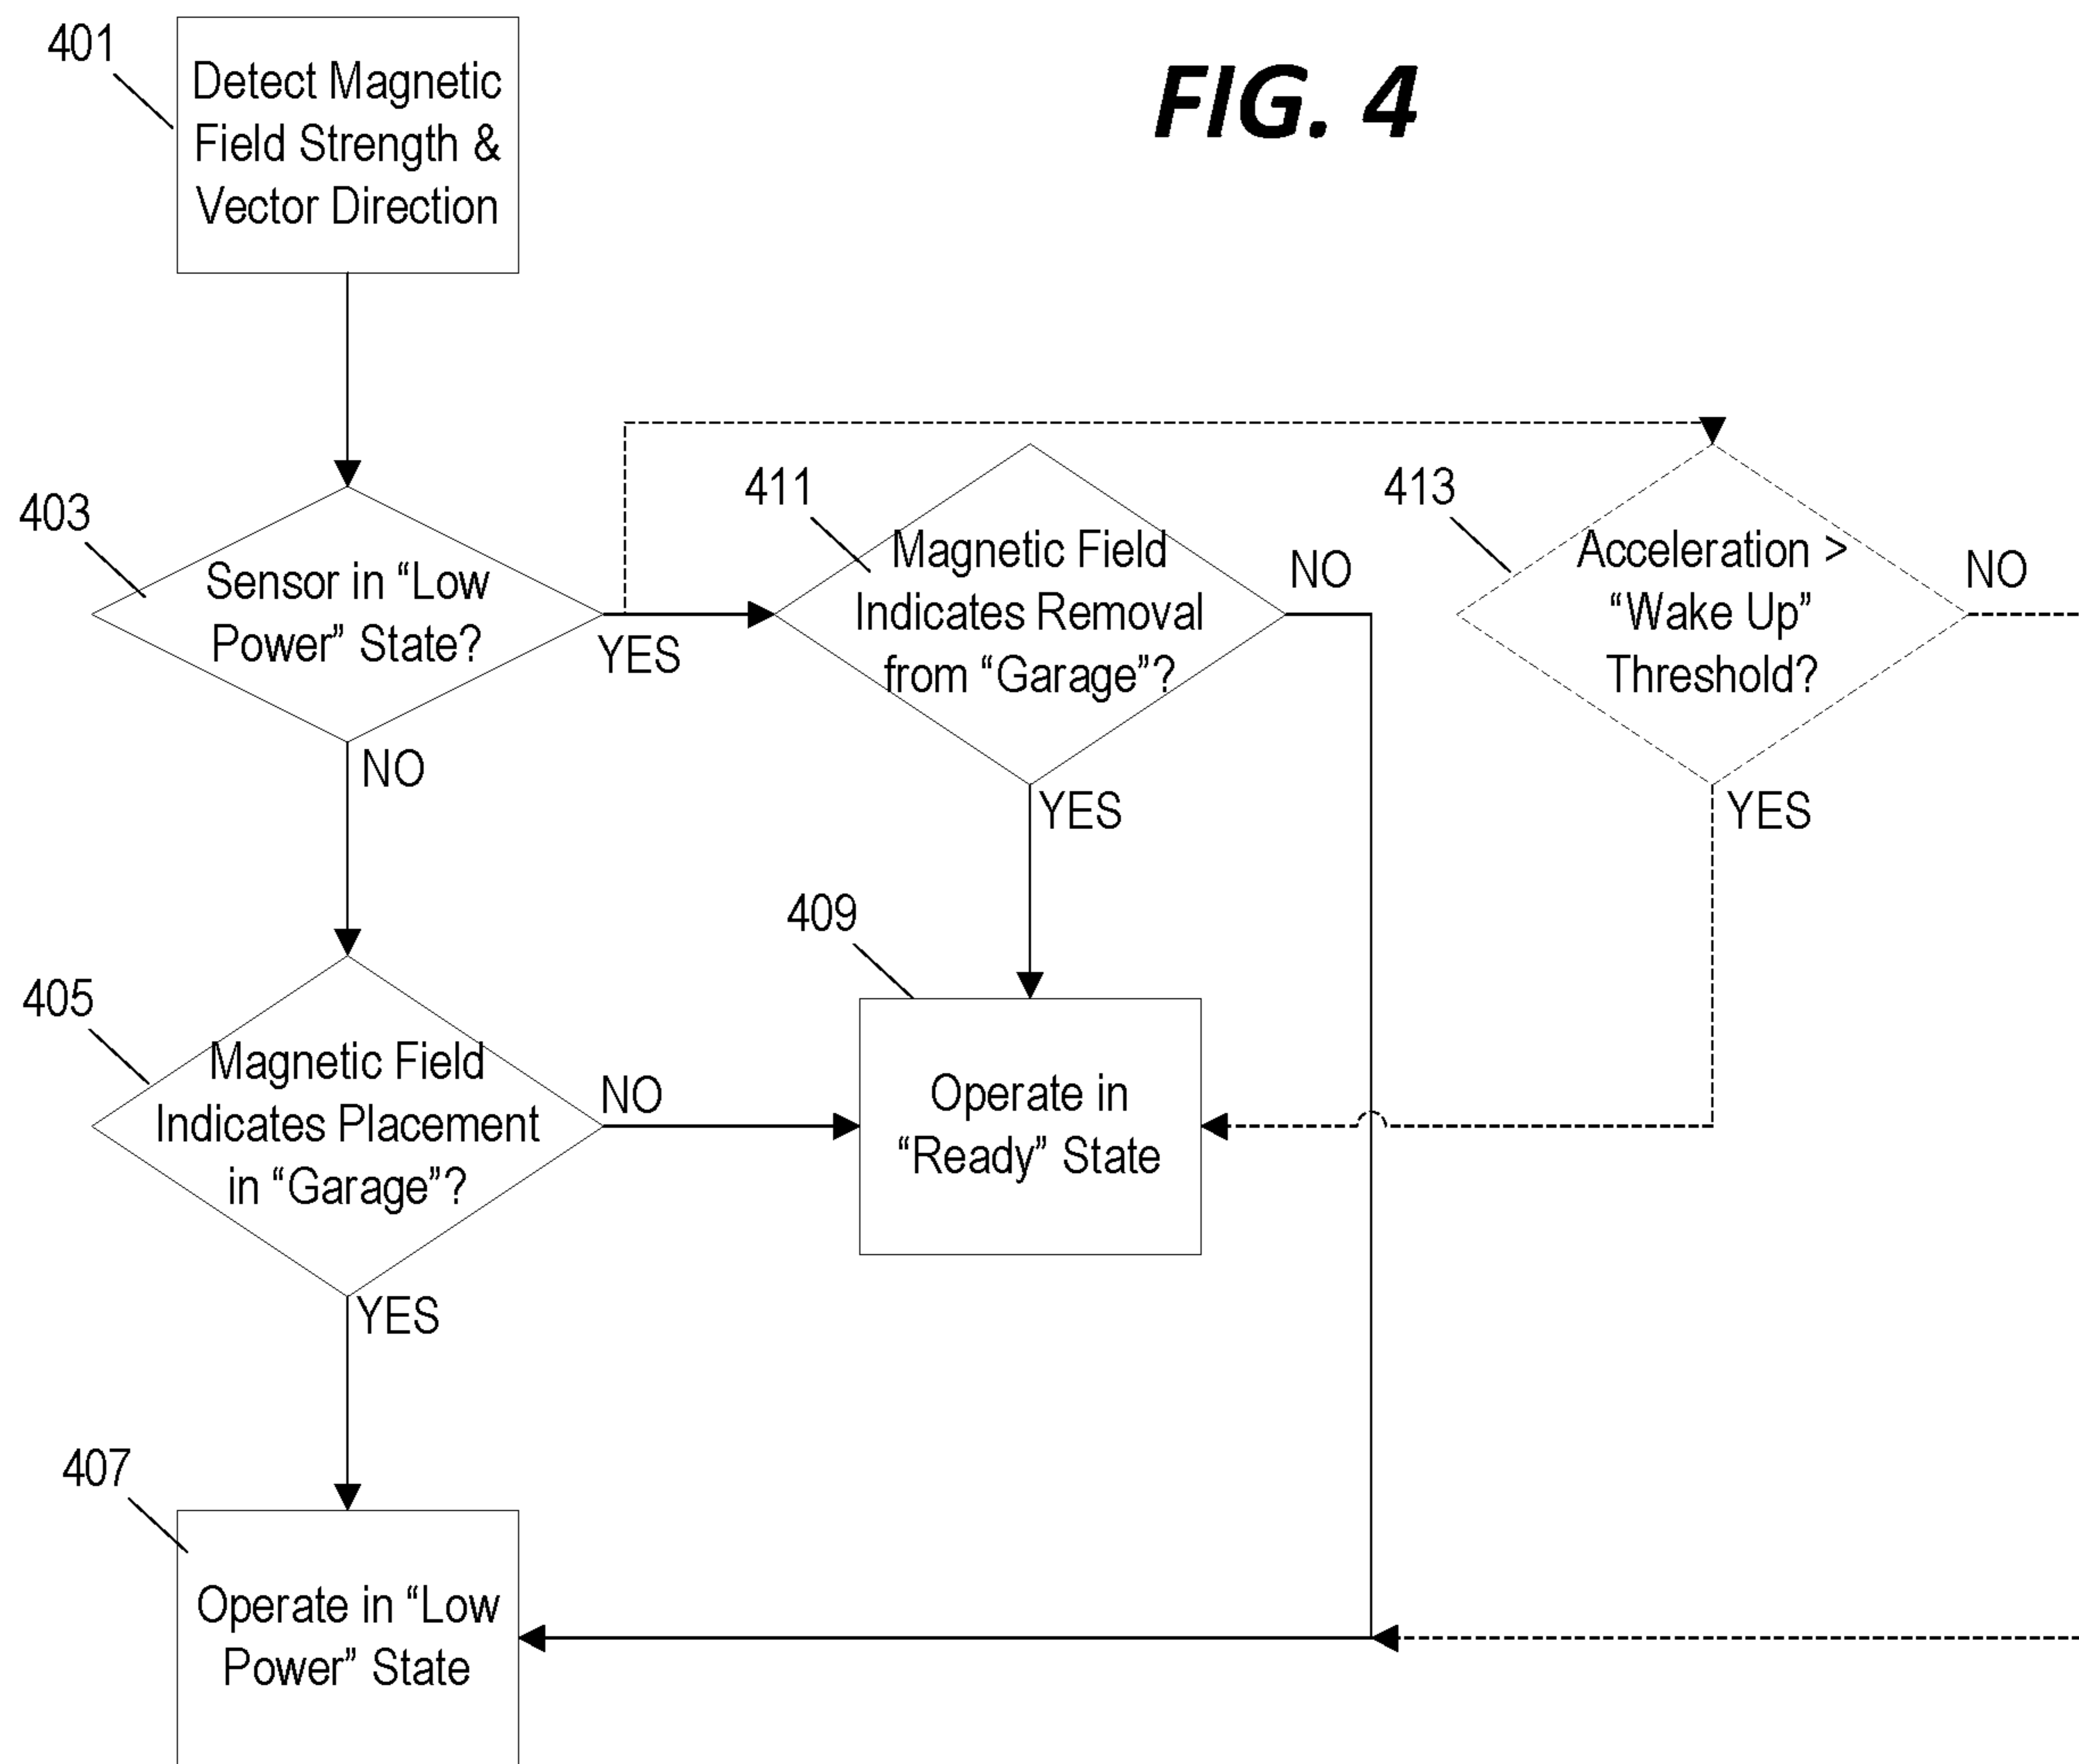 FIG. 4
401
Detect Magnetic
Field Strength &
Vector Direction
403
Sensor in “Low
Power” State?
YES
NO
411
Magnetic Field
Indicates Removal
from “Garage”?
NO
YES
413
Acceleration >
“Wake Up”
Threshold?
NO
YES
405
Magnetic Field
Indicates Placement
in “Garage”?
NO
YES
409
Operate in
“Ready” State
407
Operate in “Low
Power” State